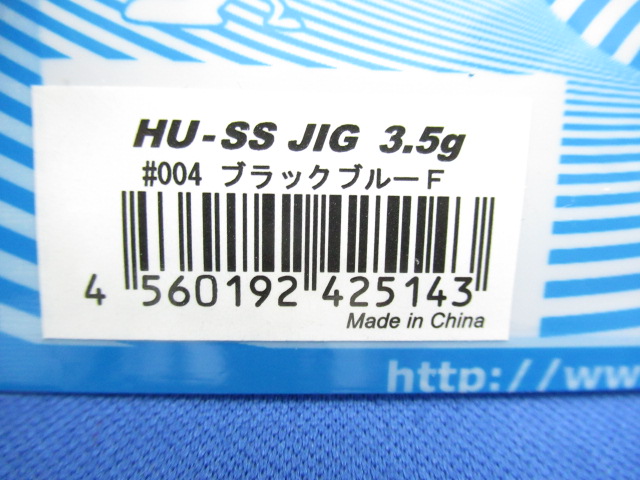 HU-SS JIG 3.5g
#004 ブラックブルーF
4 560192 425143
Made in China
http://ww